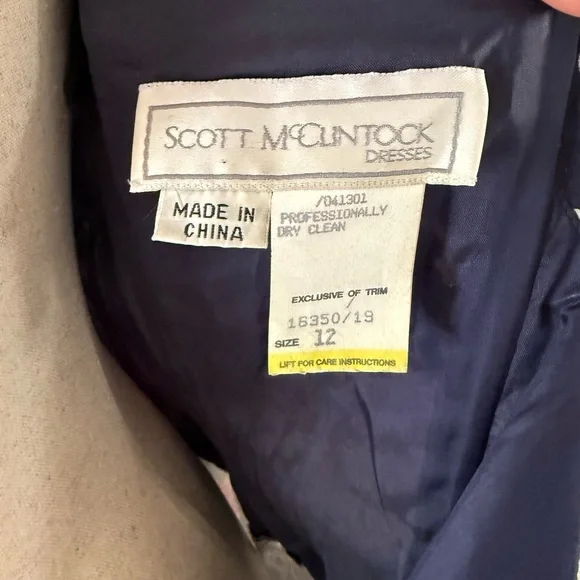 SCOTT McCLINTOCK
DRESSES
MADE IN
CHINA
/041301
PROFESSIONALLY
DRY CLEAN
EXCLUSIVE OF TRIM
/
16350/19
SIZE 12
LIFT FOR CARE INSTRUCTIONS